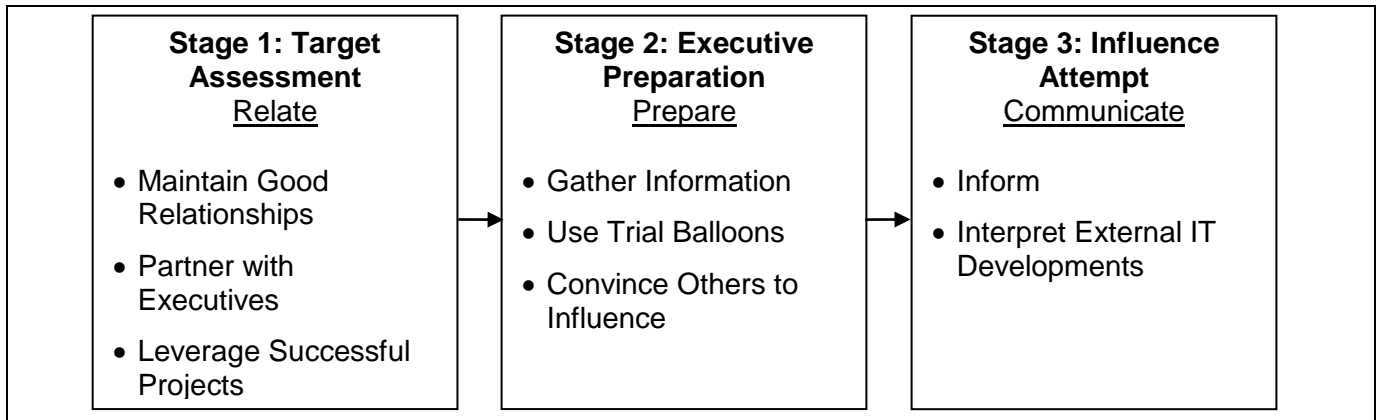 Stage 1: Target
Assessment
Relate
• Maintain Good
Relationships
• Partner with
Executives
• Leverage Successful
Projects
Stage 2: Executive
Preparation
Prepare
• Gather Information
• Use Trial Balloons
• Convince Others to
Influence
Stage 3: Influence
Attempt
Communicate
• Inform
• Interpret External IT
Developments